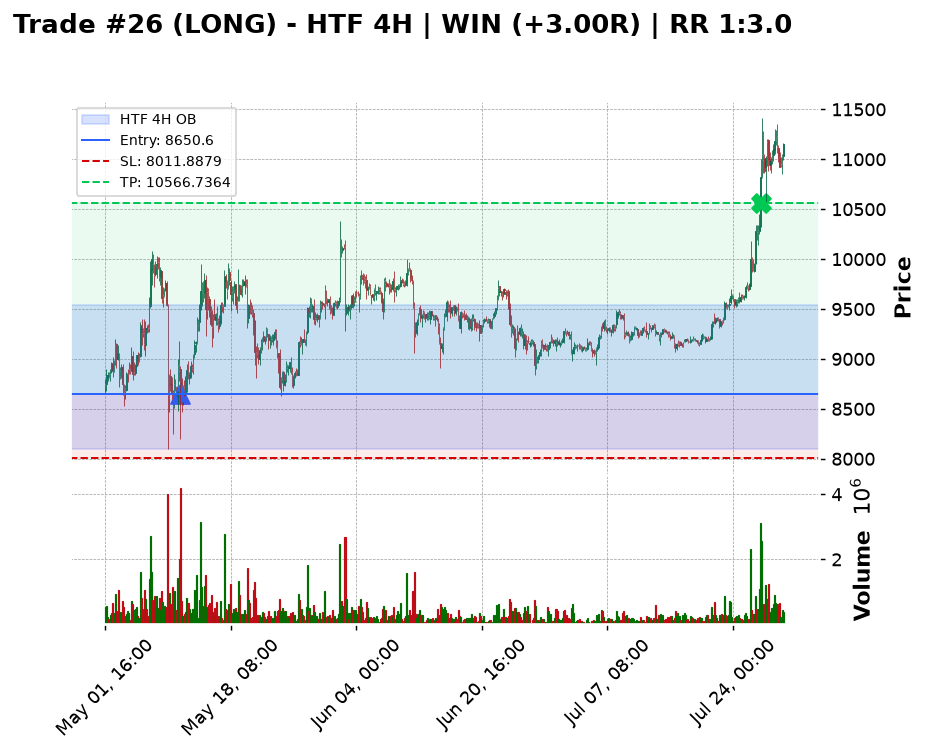 Trade #26 (LONG) - HTF 4H | WIN (+3.00R) | RR 1:3.0
HTF 4H OB
Entry: 8650.6
SL: 8011.8879
TP: 10566.7364
11500
11000
10500
10000
9500
9000
8500
8000
Price
4
2
Volume 10^6
May 01, 16:00
May 18, 08:00
Jun 04, 00:00
Jun 20, 16:00
Jul 07, 08:00
Jul 24, 00:00